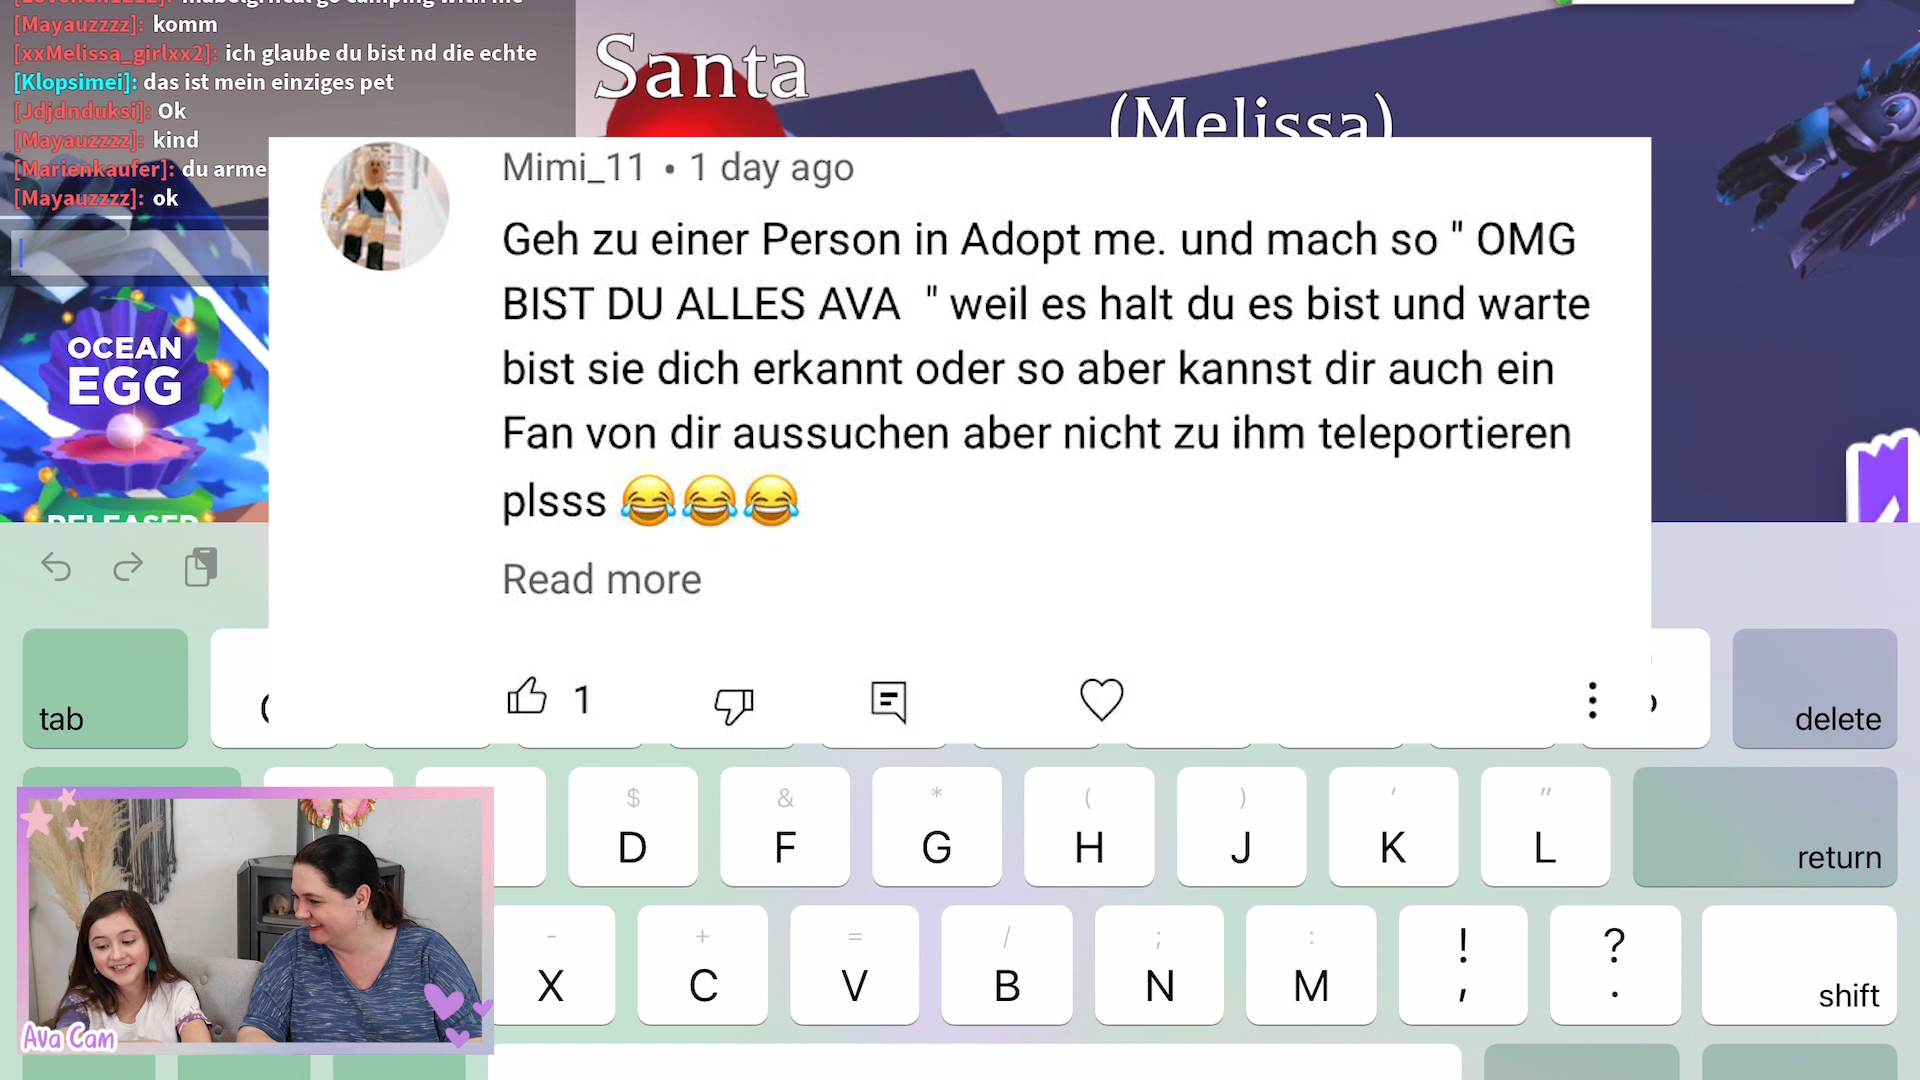 [Mayauzzzz]: komm
[xxMelissa_girlxx2]: ich glaube du bist nd die echte
[Klopsimei]: das ist mein einziges pet
[Jdjdnduksi]: Ok
[Mayauzzzz]: kind
[Marienkaufer]: du arme
[Mayauzzzz]: ok
Santa
(Melissa)
Mimi_11 • 1 day ago
Geh zu einer Person in Adopt me. und mach so " OMG
BIST DU ALLES AVA " weil es halt du es bist und warte
bist sie dich erkannt oder so aber kannst dir auch ein
Fan von dir aussuchen aber nicht zu ihm teleportieren
plsss 😂😂😂
Read more
1
OCEAN
EGG
RELEASED
tab
delete
$ & * ( ) ' "
D F G H J K L
return
- + = / ; : ! ?
X C V B N M , .
shift
Ava Cam